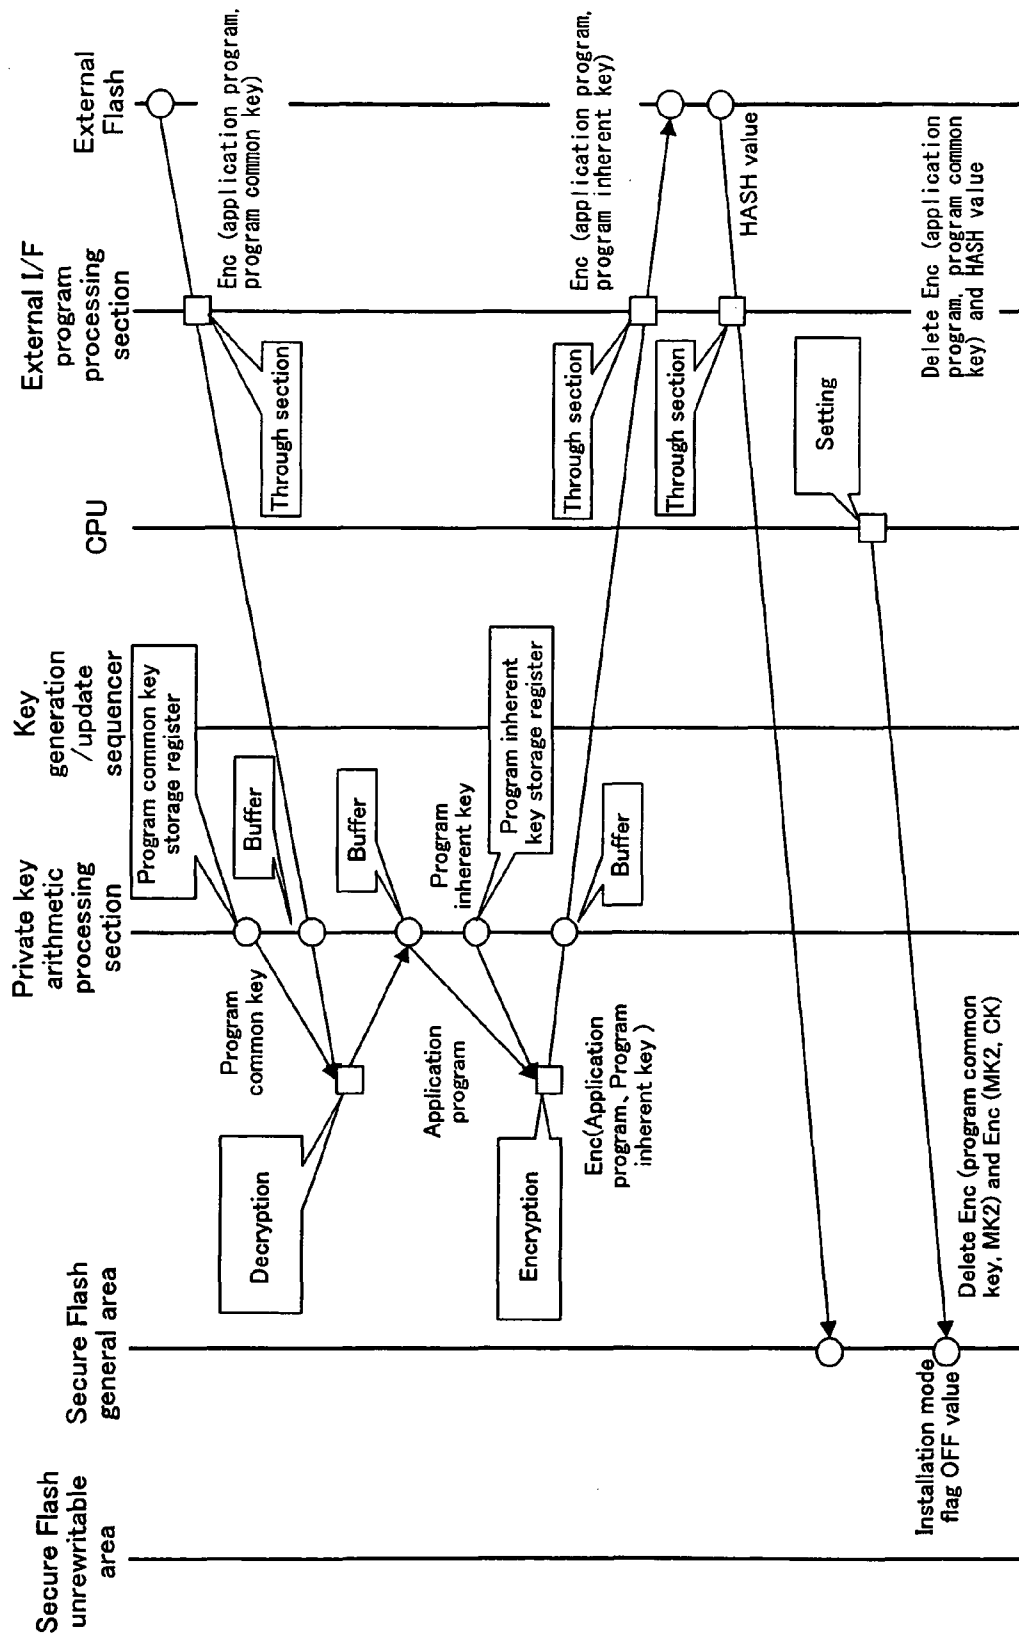 Secure Flash
unrewritable
area
Secure Flash
general area
Private key
arithmetic
processing
section
Key
generation
/update
sequencer
CPU
External I/F
program
processing
section
External
Flash
Enc (application program,
program common key)
Through section
Program common key
storage register
Buffer
Program
common key
Decryption
Buffer
Application
program
Program
inherent key
Program inherent
key storage register
Encryption
Enc(Application
program、Program
inherent key )
Buffer
Through section
Enc (application program,
program inherent key)
Through section
HASH value
Setting
Installation mode
flag OFF value
Delete Enc (program common
key, MK2) and Enc (MK2, CK)
Delete Enc (application
program, program common
key) and HASH value